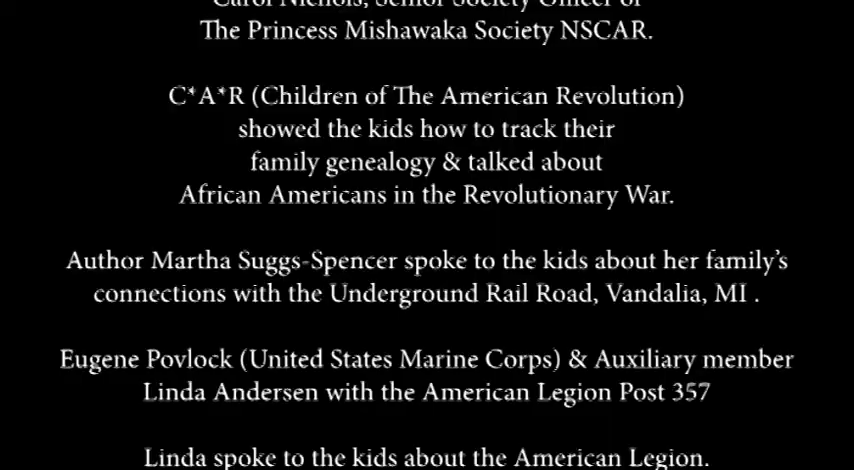 Carol Nichols, Senior Society Officer of
The Princess Mishawaka Society NSCAR.
C*A*R (Children of The American Revolution)
showed the kids how to track their
family genealogy & talked about
African Americans in the Revolutionary War.
Author Martha Suggs-Spencer spoke to the kids about her family's
connections with the Underground Rail Road, Vandalia, MI .
Eugene Povlock (United States Marine Corps) & Auxiliary member
Linda Andersen with the American Legion Post 357
Linda spoke to the kids about the American Legion.